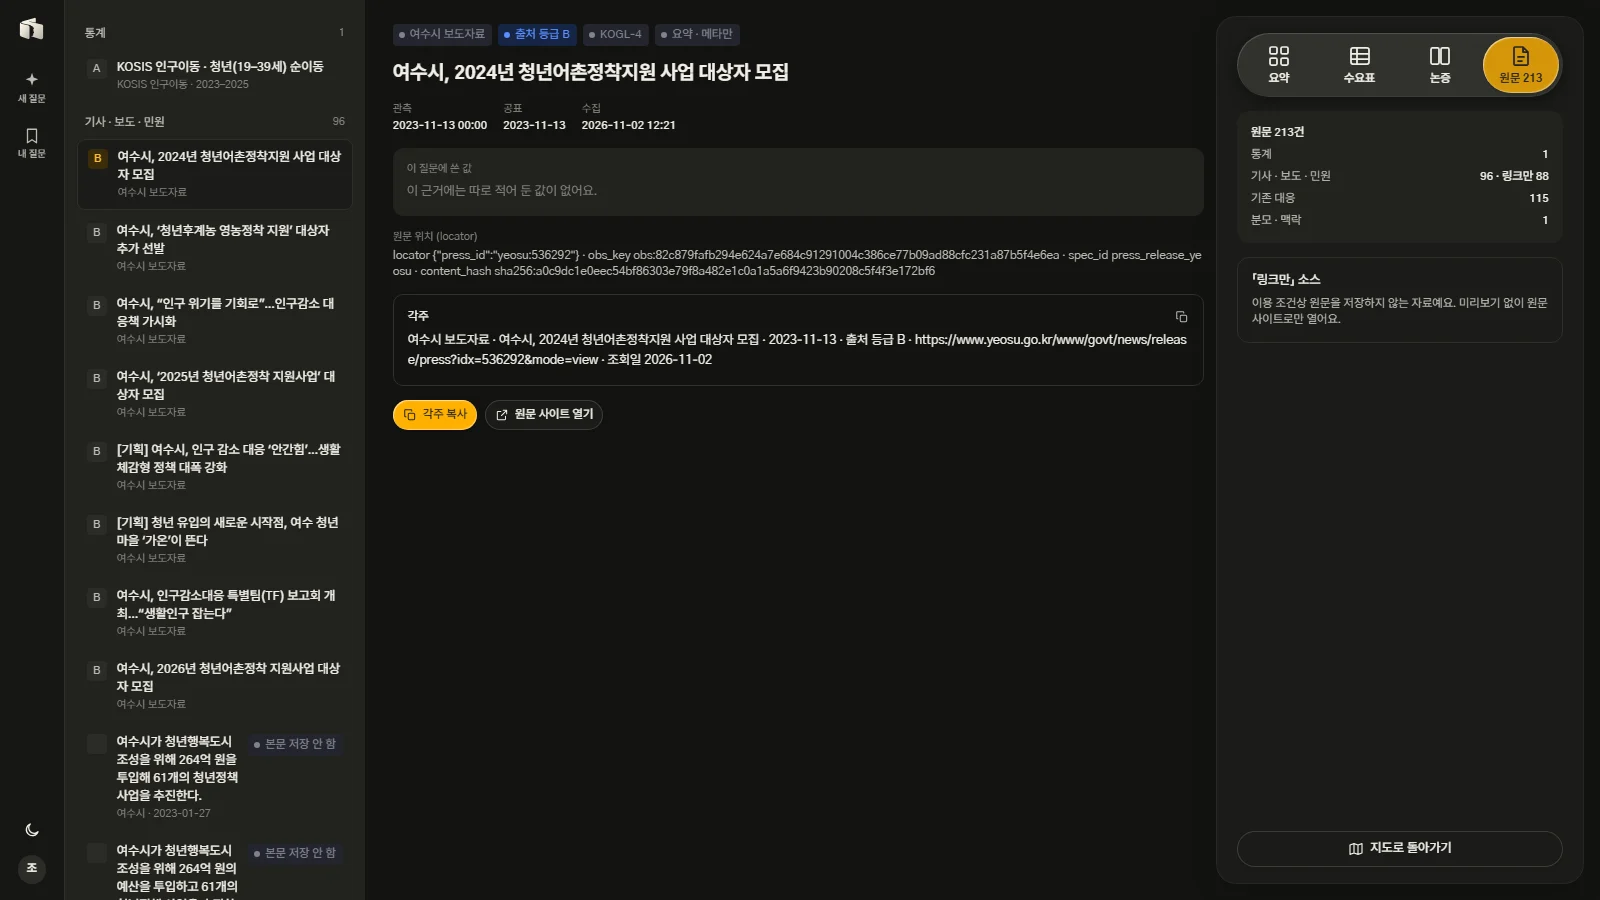 새 질문
내 질문
조
통계 1
A KOSIS 인구이동 · 청년(19–39세) 순이동
KOSIS 인구이동 · 2023–2025
기사 · 보도 · 민원 96
B 여수시, 2024년 청년어촌정착지원 사업 대상
자 모집
여수시 보도자료
B 여수시, ‘청년후계농 영농정착 지원’ 대상자
추가 선발
여수시 보도자료
B 여수시, “인구 위기를 기회로”…인구감소 대
응책 가시화
여수시 보도자료
B 여수시, ‘2025년 청년어촌정착 지원사업’ 대
상자 모집
여수시 보도자료
B [기획] 여수시, 인구 감소 대응 ‘안간힘’…생활
체감형 정책 대폭 강화
여수시 보도자료
B [기획] 청년 유입의 새로운 시작점, 여수 청년
마을 ‘가온’이 뜬다
여수시 보도자료
B 여수시, 인구감소대응 특별팀(TF) 보고회 개
최…“생활인구 잡는다”
여수시 보도자료
B 여수시, 2026년 청년어촌정착 지원사업 대상
자 모집
여수시 보도자료
여수시가 청년행복도시 본문 저장 안 함
조성을 위해 264억 원을
투입해 61개의 청년정책
사업을 추진한다.
여수시 · 2023-01-27
여수시가 청년행복도시 본문 저장 안 함
조성을 위해 264억 원의
예산을 투입하고 61개의
여수시 보도자료 출처 등급 B KOGL-4 요약 · 메타만
여수시, 2024년 청년어촌정착지원 사업 대상자 모집
관측 공표 수집
2023-11-13 00:00 2023-11-13 2026-11-02 12:21
이 질문에 쓴 값
이 근거에는 따로 적어 둔 값이 없어요.
원문 위치 (locator)
locator {"press_id":"yeosu:536292"} · obs_key obs:82c879fafb294e624a7e684c91291004c386ce77b09ad88cfc231a87b5f4e6ea · spec_id press_release_ye
osu · content_hash sha256:a0c9dc1e0eec54bf86303e79f8a482e1c0a1a5a6f9423b90208c5f4f3e172bf6
각주
여수시 보도자료 · 여수시, 2024년 청년어촌정착지원 사업 대상자 모집 · 2023-11-13 · 출처 등급 B · https://www.yeosu.go.kr/www/govt/news/releas
e/press?idx=536292&mode=view · 조회일 2026-11-02
각주 복사 원문 사이트 열기
요약 수요표 논증 원문 213
원문 213건
통계 1
기사 · 보도 · 민원 96 · 링크만 88
기존 대응 115
분모 · 맥락 1
「링크만」 소스
이용 조건상 원문을 저장하지 않는 자료예요. 미리보기 없이 원문
사이트로만 열어요.
지도로 돌아가기